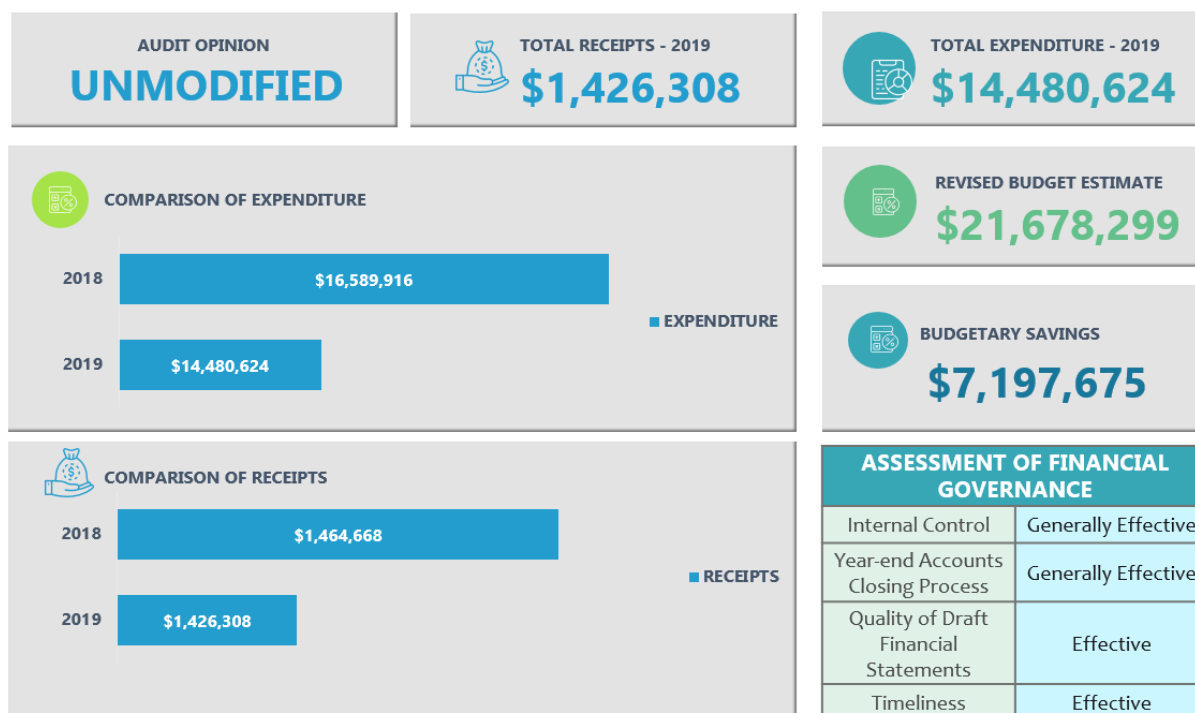 AUDIT OPINION
UNMODIFIED
TOTAL RECEIPTS - 2019
$1,426,308
TOTAL EXPENDITURE - 2019
$14,480,624
COMPARISON OF EXPENDITURE
2018
$16,589,916
EXPENDITURE
2019
$14,480,624
REVISED BUDGET ESTIMATE
$21,678,299
BUDGETARY SAVINGS
$7,197,675
COMPARISON OF RECEIPTS
2018
$1,464,668
RECEIPTS
2019
$1,426,308
ASSESSMENT OF FINANCIAL
GOVERNANCE
Internal Control
Generally Effective
Year-end Accounts
Closing Process
Generally Effective
Quality of Draft
Financial
Statements
Effective
Timeliness
Effective